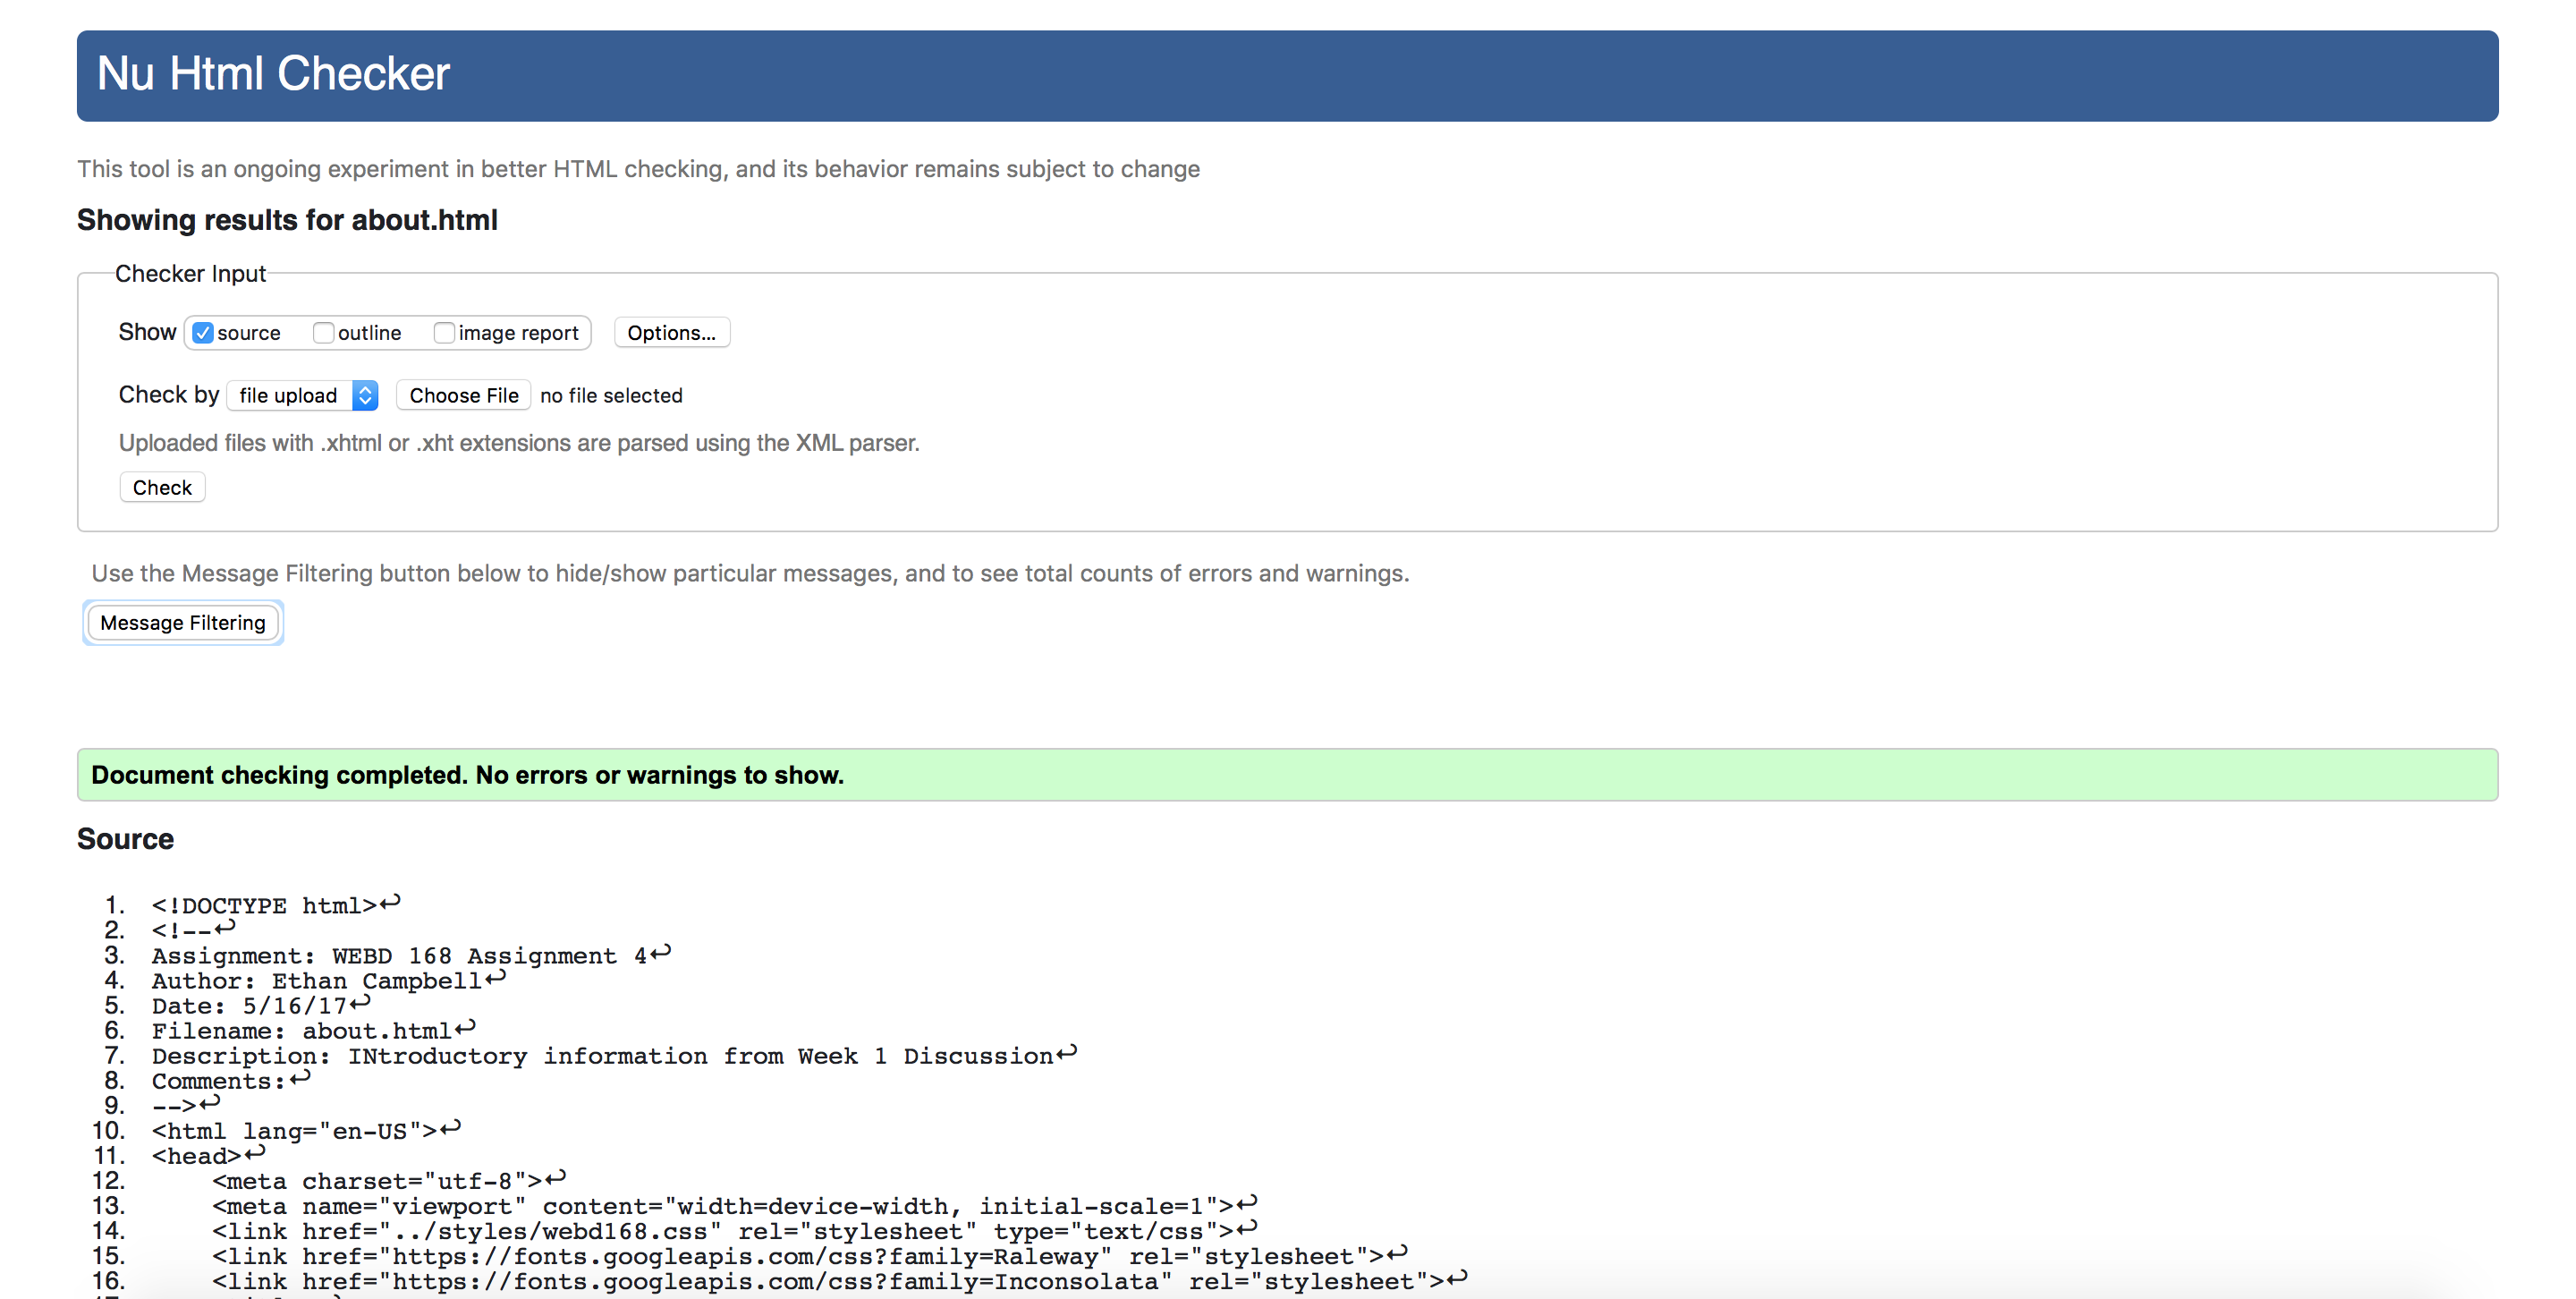 Nu Html Checker
This tool is an ongoing experiment in better HTML checking, and its behavior remains subject to change
Showing results for about.html
Checker Input
Show source outline image report Options...
Check by file upload Choose File no file selected
Uploaded files with .xhtml or .xht extensions are parsed using the XML parser.
Check
Use the Message Filtering button below to hide/show particular messages, and to see total counts of errors and warnings.
Message Filtering
Document checking completed. No errors or warnings to show.
Source
1. <!DOCTYPE html>↩
2. <!--↩
3. Assignment: WEBD 168 Assignment 4↩
4. Author: Ethan Campbell↩
5. Date: 5/16/17↩
6. Filename: about.html↩
7. Description: INtroductory information from Week 1 Discussion↩
8. Comments:↩
9. -->↩
10. <html lang="en-US">↩
11. <head>↩
12. <meta charset="utf-8">↩
13. <meta name="viewport" content="width=device-width, initial-scale=1">↩
14. <link href="../styles/webd168.css" rel="stylesheet" type="text/css">↩
15. <link href="https://fonts.googleapis.com/css?family=Raleway" rel="stylesheet">↩
16. <link href="https://fonts.googleapis.com/css?family=Inconsolata" rel="stylesheet">↩